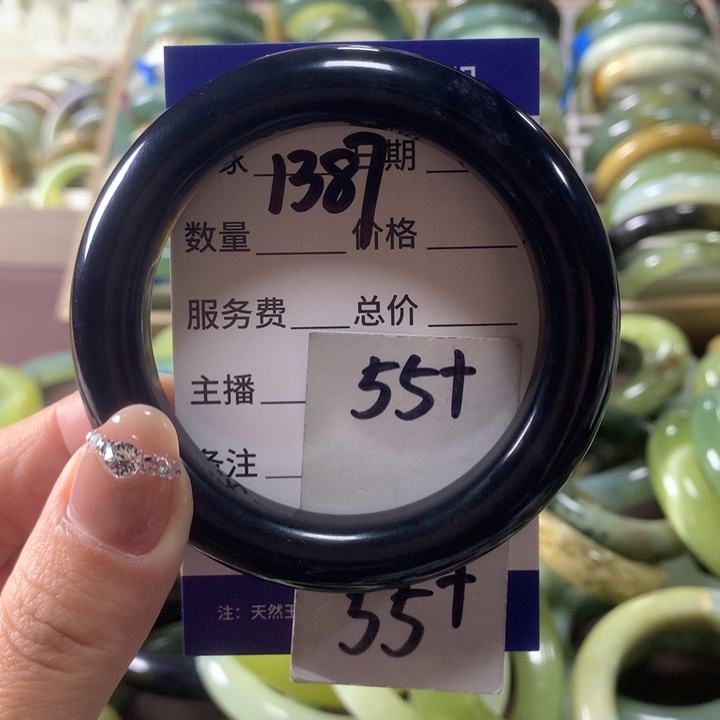 1387
期
数量 价格
服务费 总价
主播
55+
备注
注：天然
55+